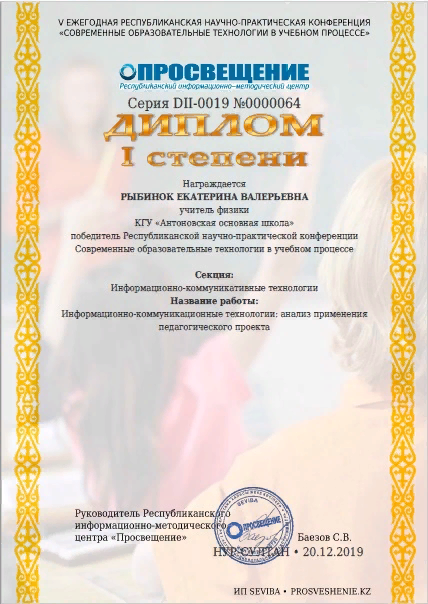 V ЕЖЕГОДНАЯ РЕСПУБЛИКАНСКАЯ НАУЧНО-ПРАКТИЧЕСКАЯ КОНФЕРЕНЦИЯ
«СОВРЕМЕННЫЕ ОБРАЗОВАТЕЛЬНЫЕ ТЕХНОЛОГИИ В УЧЕБНОМ ПРОЦЕССЕ»
ПРОСВЕЩЕНИЕ
Республиканский информационно-методический центр
Серия DII-0019 №0000064
ДИПЛОМ
I степени
Награждается
РЫБИНОК ЕКАТЕРИНА ВАЛЕРЬЕВНА
учитель физики
КГУ «Антоновская основная школа»
победитель Республиканской научно-практической конференции
Современные образовательные технологии в учебном процессе
Секция:
Информационно-коммуникативные технологии
Название работы:
Информационно-коммуникационные технологии: анализ применения
педагогического проекта
Руководитель Республиканского
информационно-методического
центра «Просвещение»
SEVIBA
ПРОСВЕЩЕНИЕ
Баезов С.В.
НУР-СУЛТАН • 20.12.2019
ИП SEVIBA • PROSVESHENIE.KZ